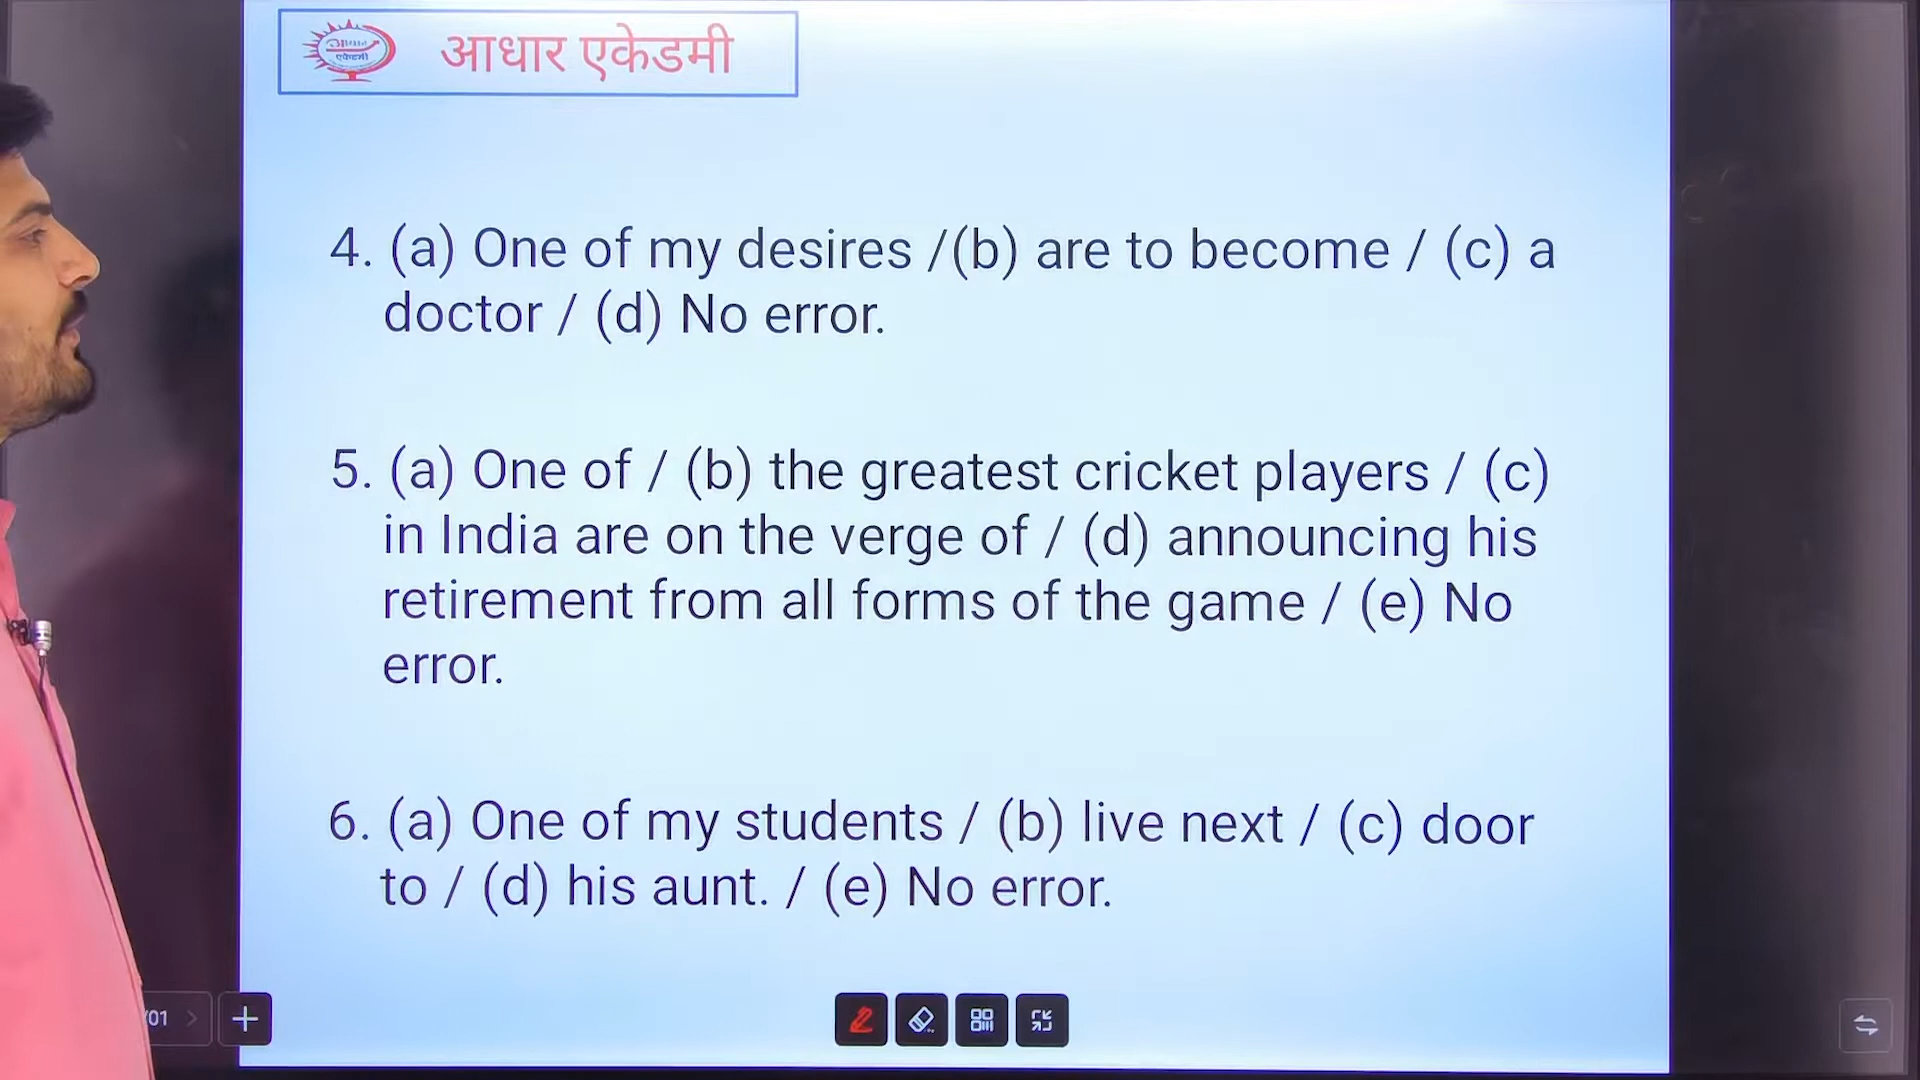 आधार एकेडमी
4. (a) One of my desires /(b) are to become / (c) a
doctor / (d) No error.
5. (a) One of / (b) the greatest cricket players / (c)
in India are on the verge of / (d) announcing his
retirement from all forms of the game / (e) No
error.
6. (a) One of my students / (b) live next / (c) door
to / (d) his aunt. / (e) No error.
/01